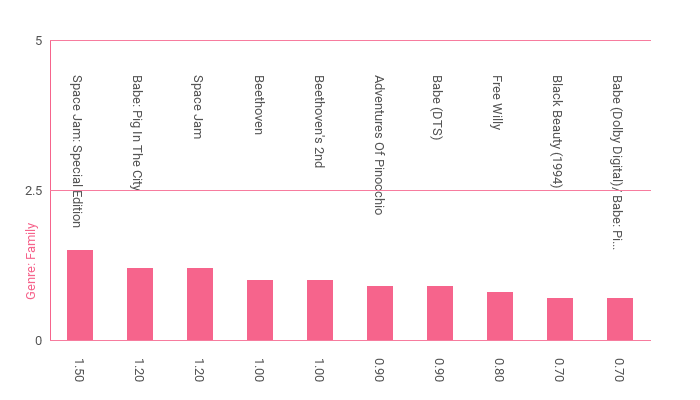 5
2.5
0
Genre: Family
Space Jam: Special Edition
Babe: Pig In The City
Space Jam
Beethoven
Beethoven's 2nd
Adventures Of Pinocchio
Babe (DTS)
Free Willy
Black Beauty (1994)
Babe (Dolby Digital)/ Babe: Pi...
1.50
1.20
1.20
1.00
1.00
0.90
0.90
0.80
0.70
0.70